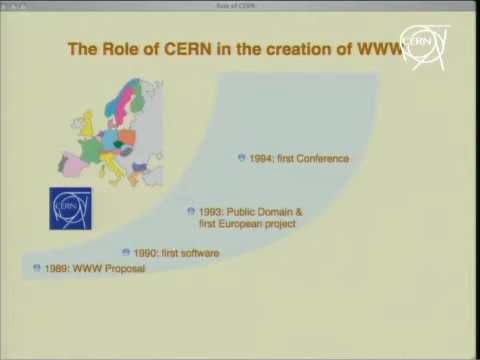 Role of CERN
The Role of CERN in the creation of WWW
CERN
CERN
1994: first Conference
1993: Public Domain &
first European project
1990: first software
1989: WWW Proposal